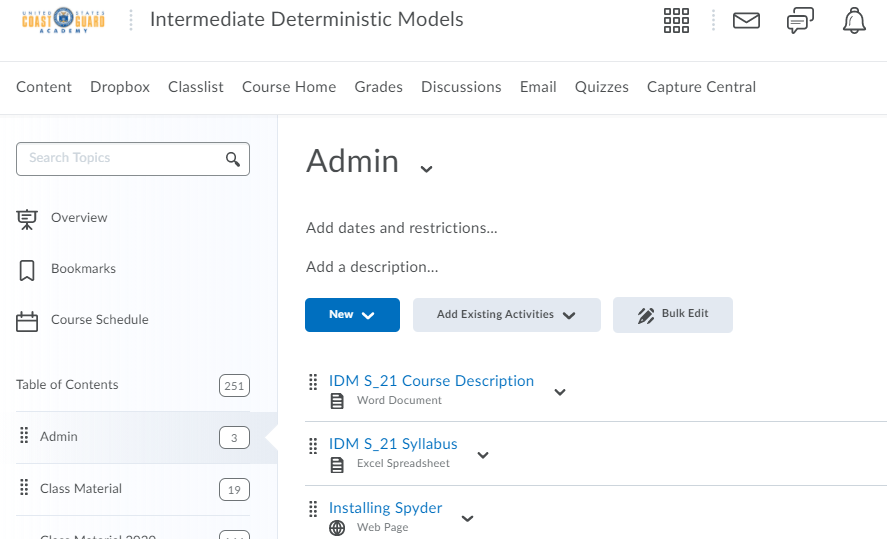 UNITED STATES
COAST GUARD
ACADEMY
Intermediate Deterministic Models
Content Dropbox Classlist Course Home Grades Discussions Email Quizzes Capture Central
Search Topics
Overview
Bookmarks
Course Schedule
Table of Contents 251
Admin 3
Class Material 19
Class Material 2020
Admin
Add dates and restrictions...
Add a description...
New Add Existing Activities Bulk Edit
IDM S_21 Course Description
Word Document
IDM S_21 Syllabus
Excel Spreadsheet
Installing Spyder
Web Page